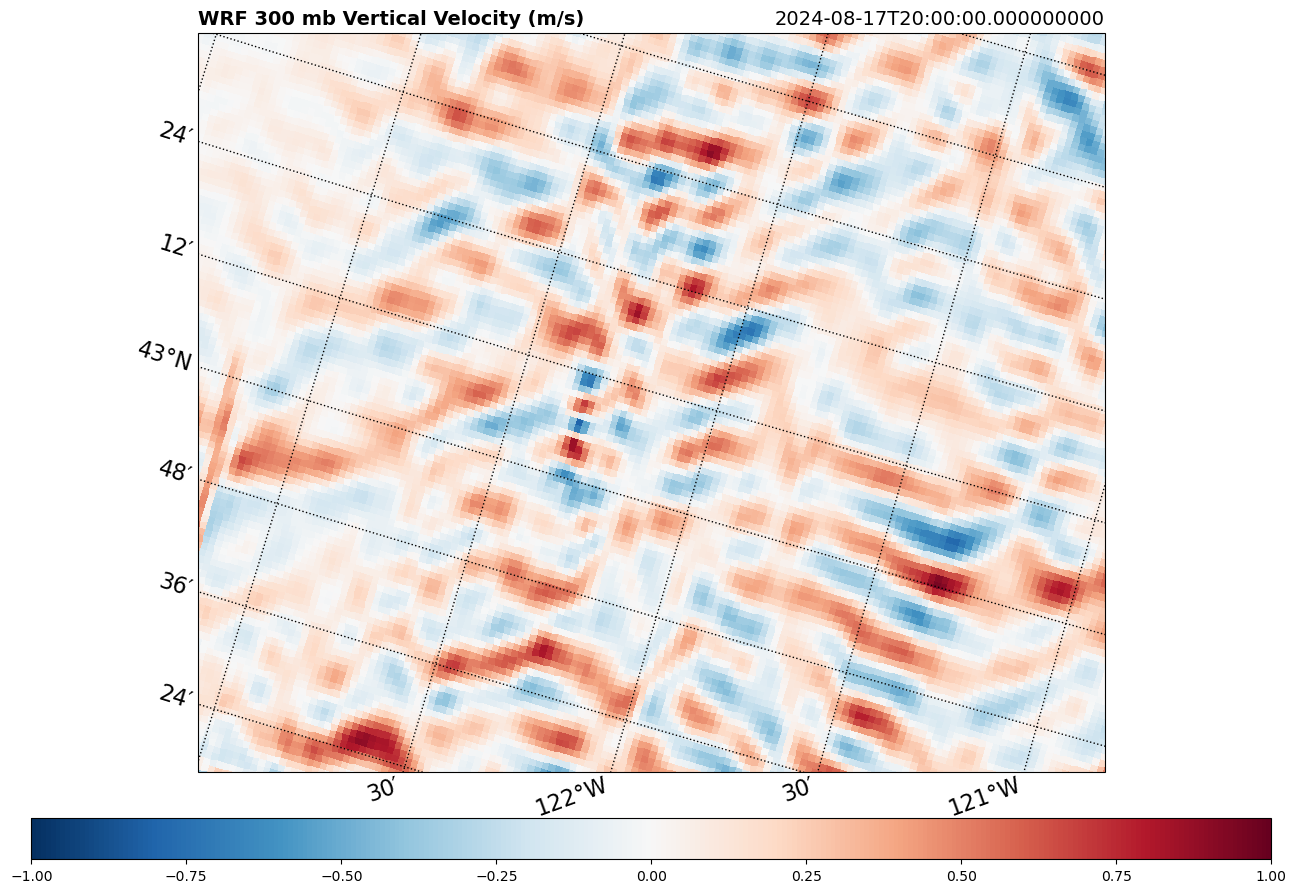 WRF 300 mb Vertical Velocity (m/s) 2024-08-17T20:00:00.000000000
24′
12′
43°N
48′
36′
24′
30′ 122°W 30′ 121°W
−1.00 −0.75 −0.50 −0.25 0.00 0.25 0.50 0.75 1.00